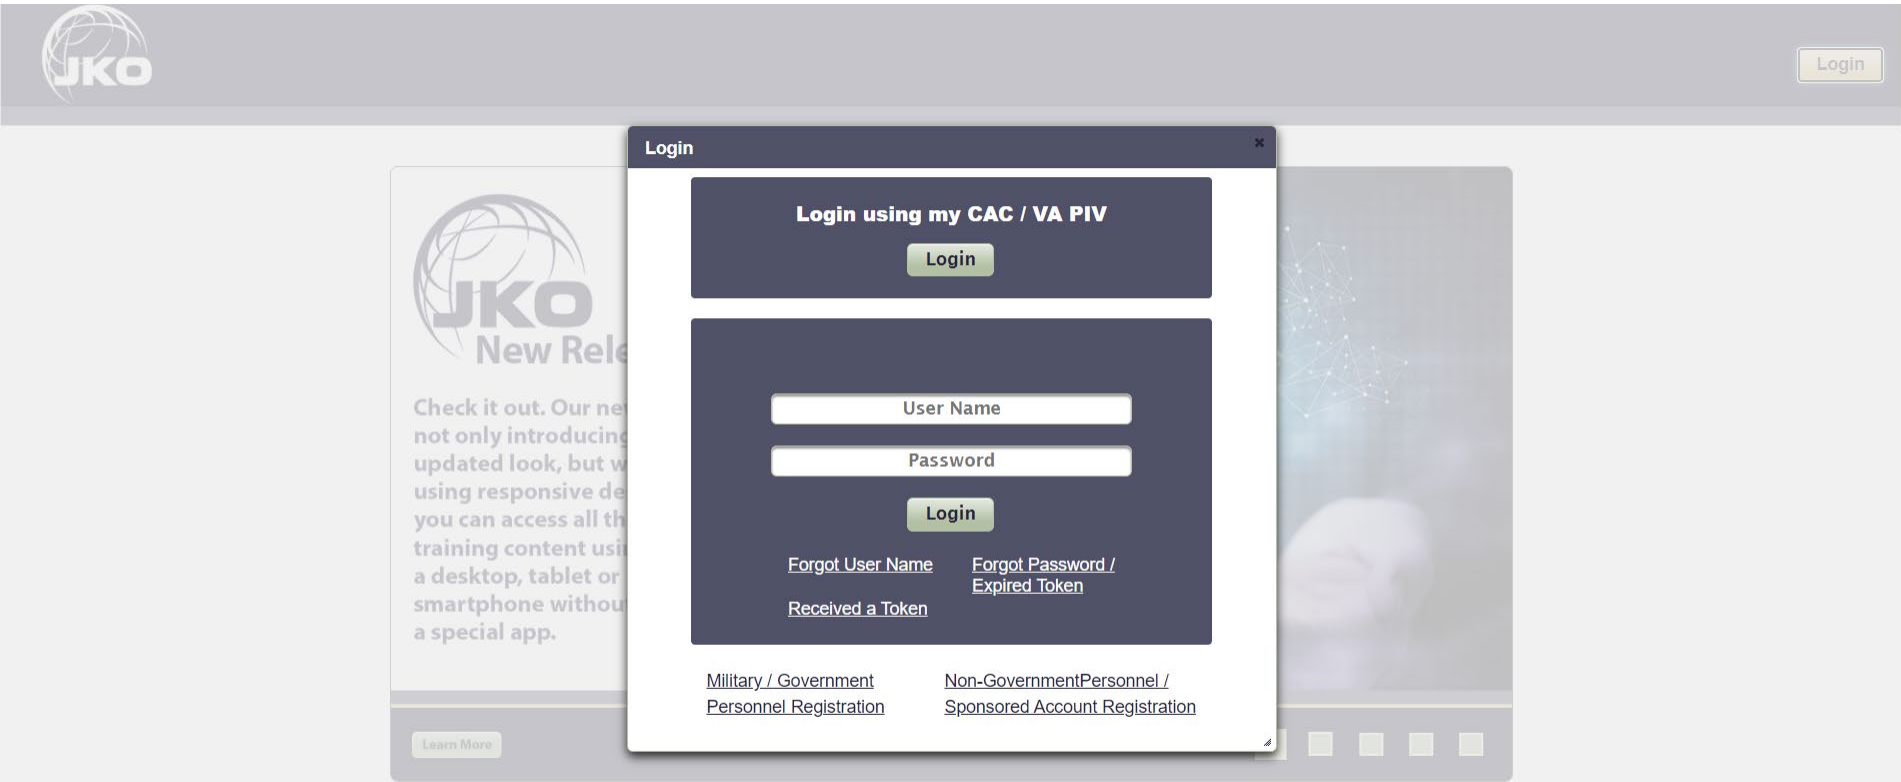 JKO
Login
Login
Login using my CAC / VA PIV
Login
User Name
Password
Login
Forgot User Name
Forgot Password /
Expired Token
Received a Token
Military / Government
Personnel Registration
Non-GovernmentPersonnel /
Sponsored Account Registration
JKO
New Rele
Check it out. Our ne
not only introducing
updated look, but w
using responsive de
you can access all th
training content usi
a desktop, tablet or
smartphone withou
a special app.
Learn More